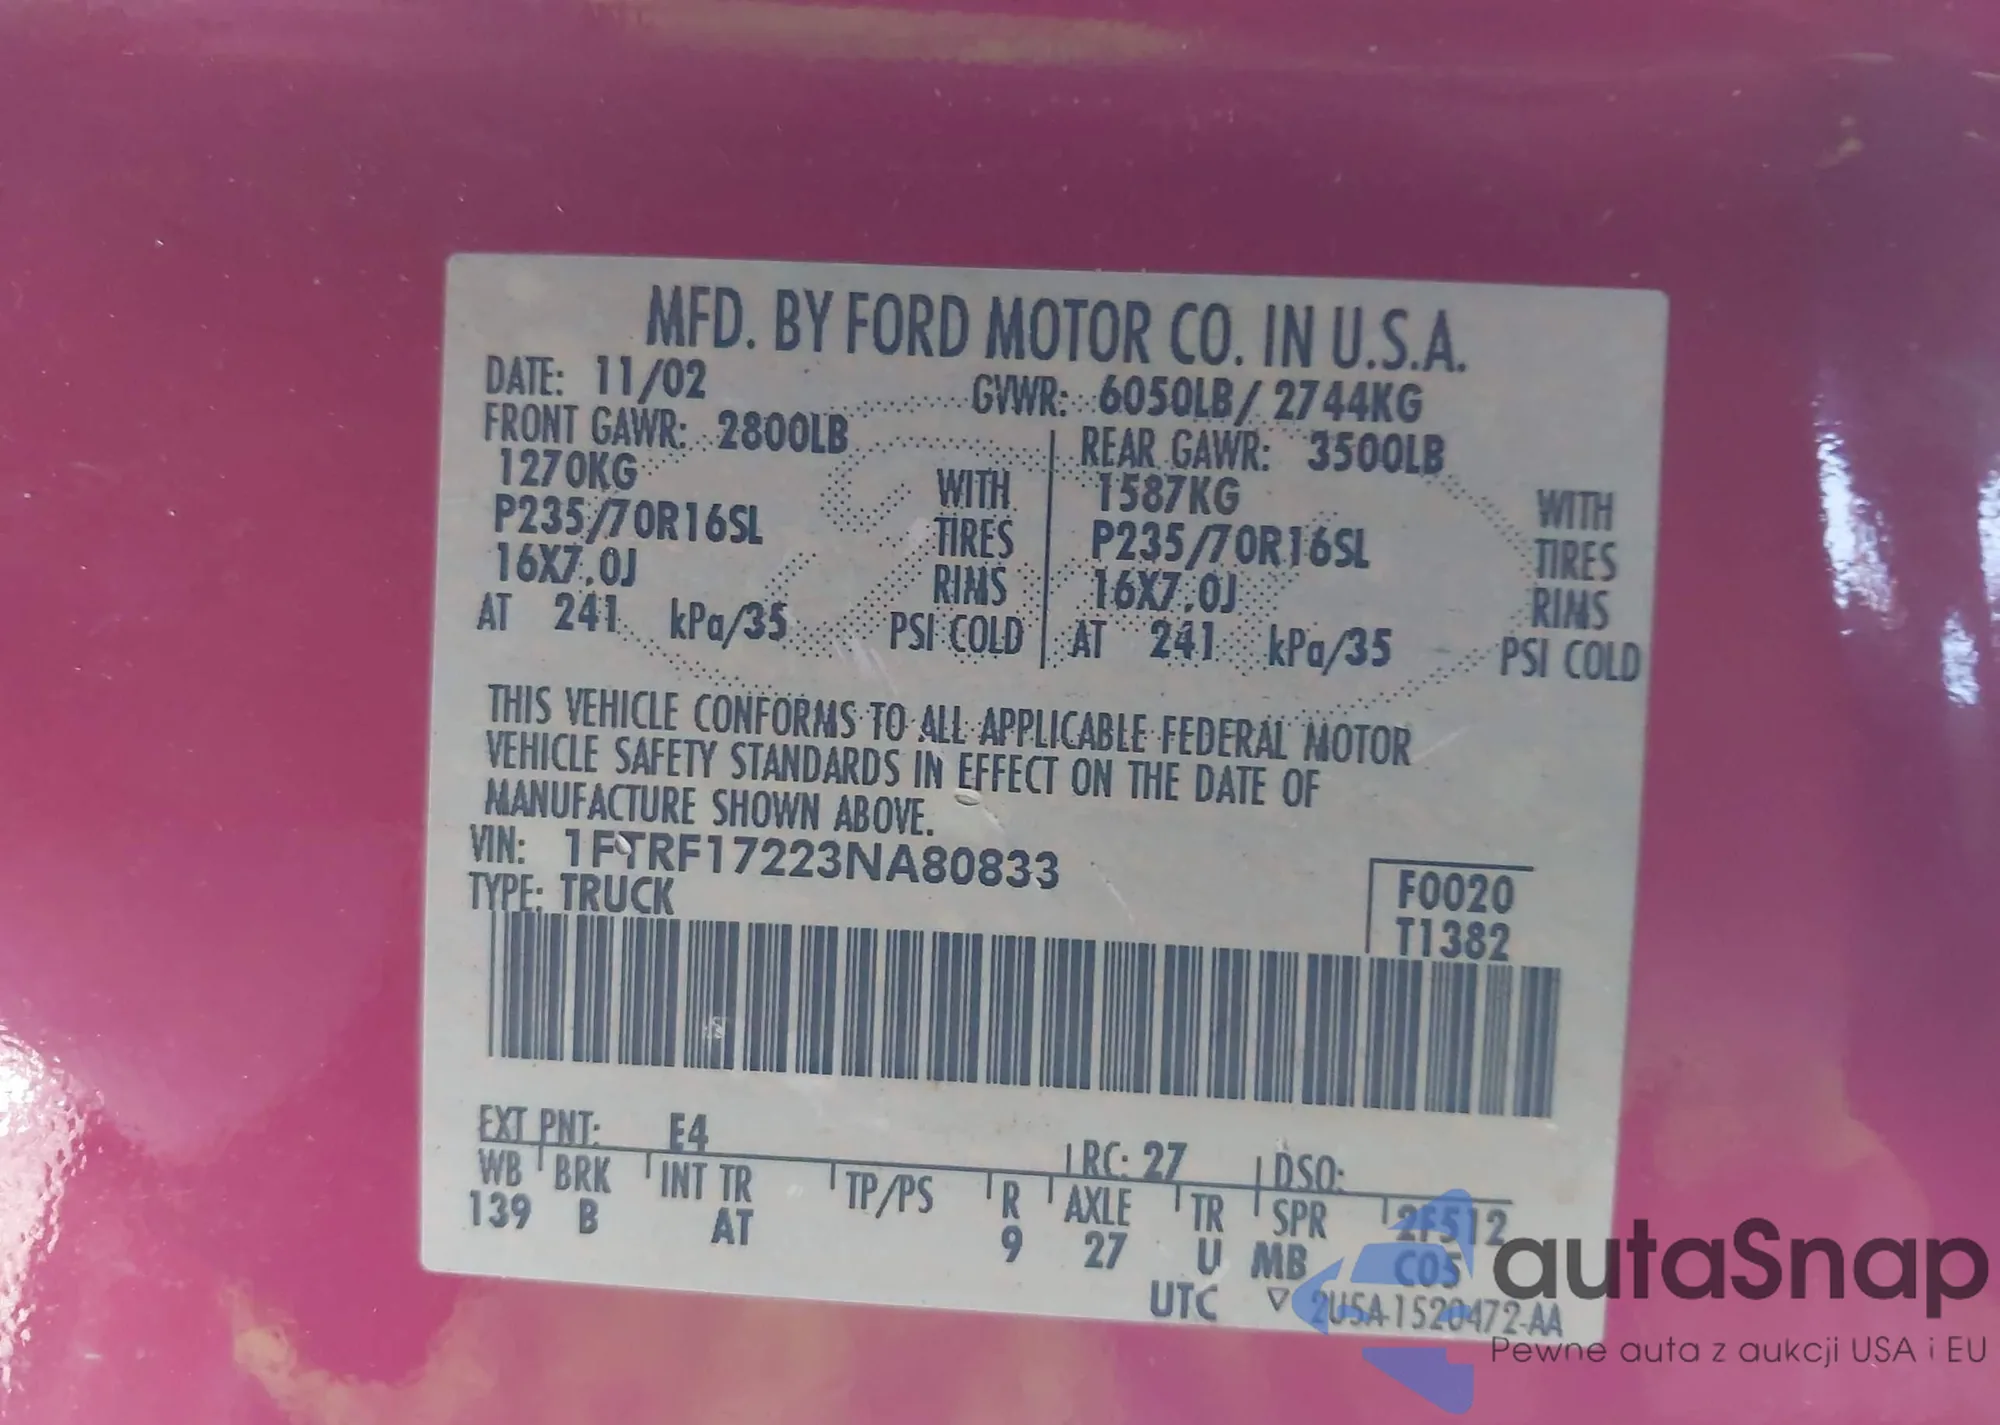 MFD. BY FORD MOTOR CO. IN U.S.A.
DATE: 11/02 GVWR: 6050LB/ 2744KG
FRONT GAWR: 2800LB REAR GAWR: 3500LB
1270KG WITH 1587KG WITH
P235/70R16SL TIRES P235/70R16SL TIRES
16X7.0J RIMS 16X7.0J RIMS
AT 241 kPa/35 PSI COLD AT 241 kPa/35 PSI COLD
THIS VEHICLE CONFORMS TO ALL APPLICABLE FEDERAL MOTOR
VEHICLE SAFETY STANDARDS IN EFFECT ON THE DATE OF
MANUFACTURE SHOWN ABOVE.
VIN: 1FTRF17223NA80833
TYPE: TRUCK
F0020
T1382
EXT PNT: E4 RC: 27 DSO:
WB BRK INT TR TP/PS R AXLE TR SPR 2F512
139 B AT 9 27 U MB C05
UTC ▽ 2U5A-1520472-AA
autaSnap
Pewne auta z aukcji USA i EU